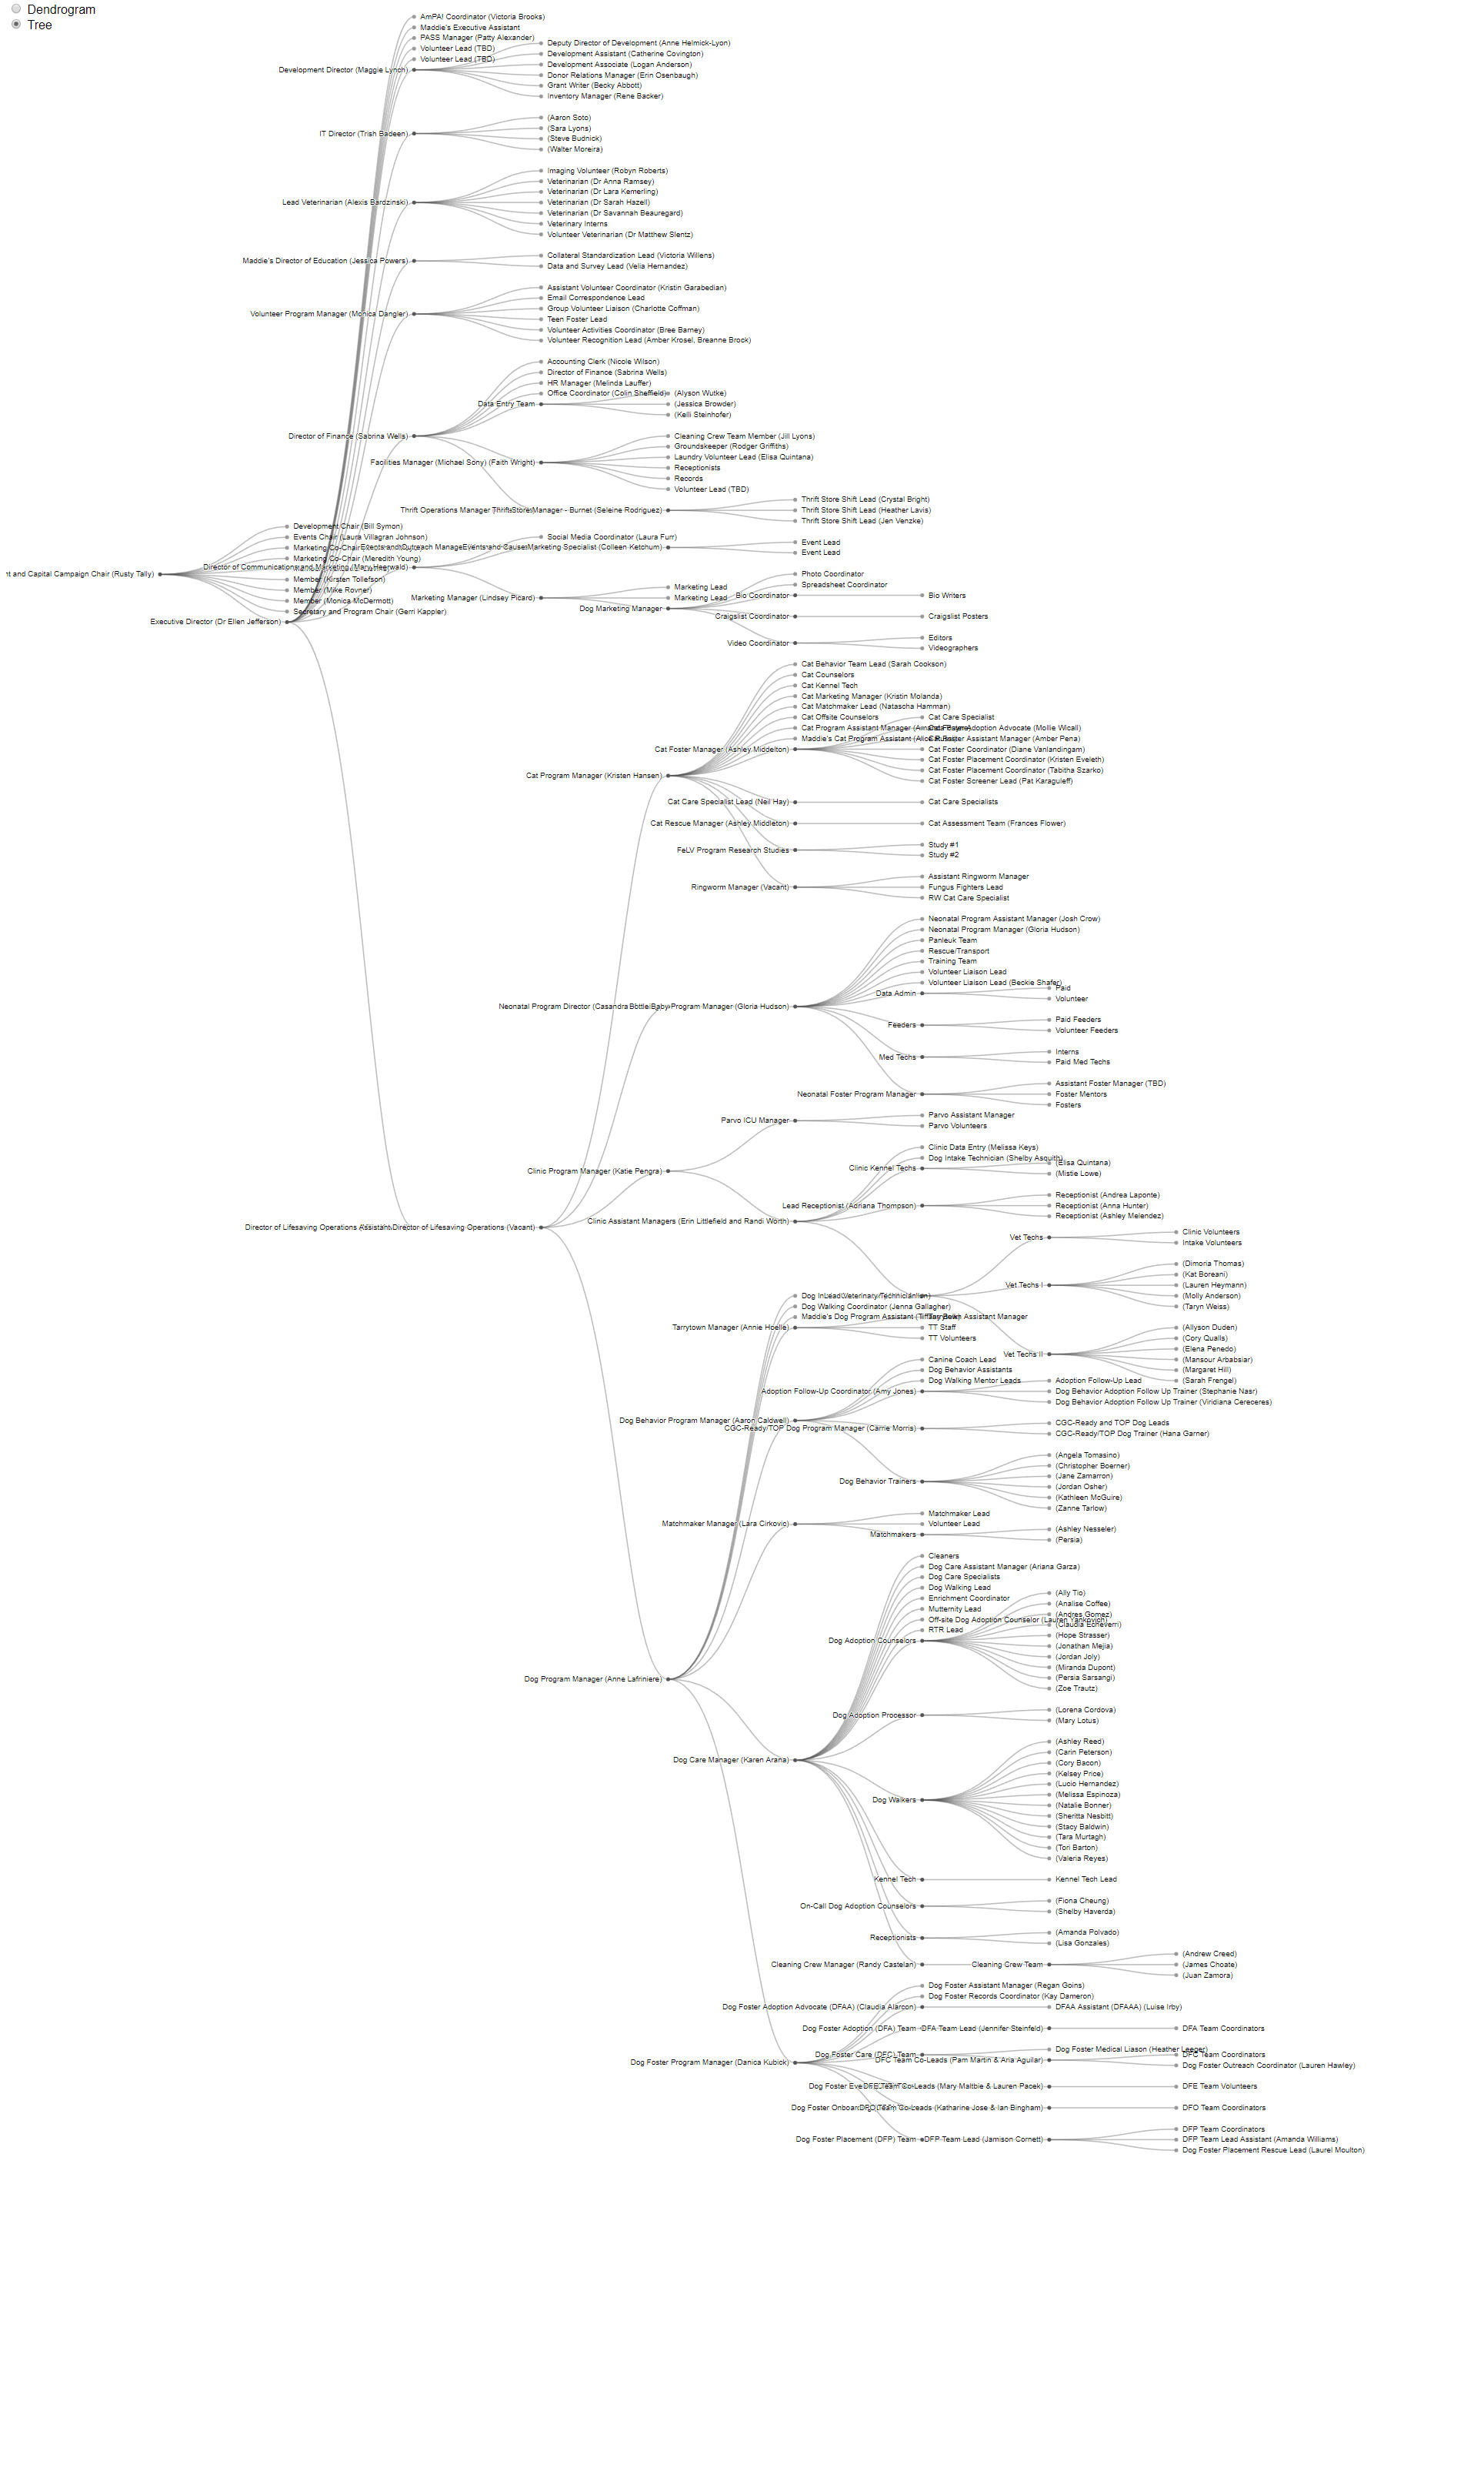 Dendrogram
Tree
AmPA! Coordinator (Victoria Brooks)
Maddie's Executive Assistant
PASS Manager (Patty Alexander)
Volunteer Lead (TBD)
Volunteer Lead (TBD)
Development Director (Maggie Lynch)
Deputy Director of Development (Anne Helmick-Lyon)
Development Assistant (Catherine Covington)
Development Associate (Logan Anderson)
Donor Relations Manager (Erin Osenbaugh)
Grant Writer (Becky Abbott)
Inventory Manager (Rene Backer)
IT Director (Trish Badeen)
(Aaron Soto)
(Sara Lyons)
(Steve Budnick)
(Walter Moreira)
Lead Veterinarian (Alexis Bardzinski)
Imaging Volunteer (Robyn Roberts)
Veterinarian (Dr Anna Ramsey)
Veterinarian (Dr Lara Kemerling)
Veterinarian (Dr Sarah Hazell)
Veterinarian (Dr Savannah Beauregard)
Veterinary Interns
Volunteer Veterinarian (Dr Matthew Slentz)
Maddie's Director of Education (Jessica Powers)
Collateral Standardization Lead (Victoria Willens)
Data and Survey Lead (Velia Hernandez)
Volunteer Program Manager (Monica Dangler)
Assistant Volunteer Coordinator (Kristin Garabedian)
Email Correspondence Lead
Group Volunteer Liaison (Charlotte Coffman)
Teen Foster Lead
Volunteer Activities Coordinator (Bree Barney)
Volunteer Recognition Lead (Amber Krosel, Breanne Brock)
Director of Finance (Sabrina Wells)
Accounting Clerk (Nicole Wilson)
Director of Finance (Sabrina Wells)
HR Manager (Melinda Lauffer)
Office Coordinator (Colin Sheffield)
Data Entry Team
(Alyson Wutke)
(Jessica Browder)
(Kelli Steinhofer)
Facilities Manager (Michael Sony) (Faith Wright)
Cleaning Crew Team Member (Jill Lyons)
Groundskeeper (Rodger Griffiths)
Laundry Volunteer Lead (Elisa Quintana)
Receptionists
Records
Volunteer Lead (TBD)
Thrift Operations Manager
Thrift Store Manager - Burnet (Seleine Rodriguez)
Thrift Store Shift Lead (Crystal Bright)
Thrift Store Shift Lead (Heather Lavis)
Thrift Store Shift Lead (Jen Venzke)
nt and Capital Campaign Chair (Rusty Tally)
Development Chair (Bill Symon)
Events Chair (Laura Villagran Johnson)
Marketing Co-Chair
Marketing Co-Chair (Meredith Young)
Member (Kirsten Tollefson)
Member (Mike Rovner)
Member (Monica McDermott)
Secretary and Program Chair (Gerri Kappler)
Executive Director (Dr Ellen Jefferson)
Director of Communications and Marketing (Mary Heerwald)
Social Media Coordinator (Laura Furr)
Events and Outreach Manager
Events and Cause Marketing Specialist (Colleen Ketchum)
Event Lead
Event Lead
Marketing Manager (Lindsey Picard)
Marketing Lead
Marketing Lead
Dog Marketing Manager
Photo Coordinator
Spreadsheet Coordinator
Bio Coordinator
Bio Writers
Craigslist Coordinator
Craigslist Posters
Video Coordinator
Editors
Videographers
Cat Program Manager (Kristen Hansen)
Cat Behavior Team Lead (Sarah Cookson)
Cat Counselors
Cat Kennel Tech
Cat Marketing Manager (Kristin Molanda)
Cat Matchmaker Lead (Natascha Hamman)
Cat Offsite Counselors
Cat Program Assistant Manager
Maddie's Cat Program Assistant
Cat Foster Manager (Ashley Middelton)
Cat Care Specialist
Cat Foster Adoption Advocate (Mollie Wicall)
Cat Foster Assistant Manager (Amber Pena)
Cat Foster Coordinator (Diane Vanlandingam)
Cat Foster Placement Coordinator (Kristen Eveleth)
Cat Foster Placement Coordinator (Tabitha Szarko)
Cat Foster Screener Lead (Pat Karaguleff)
Cat Care Specialist Lead (Neil Hay)
Cat Care Specialists
Cat Rescue Manager (Ashley Middleton)
Cat Assessment Team (Frances Flower)
FeLV Program Research Studies
Study #1
Study #2
Ringworm Manager (Vacant)
Assistant Ringworm Manager
Fungus Fighters Lead
RW Cat Care Specialist
Neonatal Program Director (Casandra
Bottle Baby Program Manager (Gloria Hudson)
Neonatal Program Assistant Manager (Josh Crow)
Neonatal Program Manager (Gloria Hudson)
Panleuk Team
Rescue/Transport
Training Team
Volunteer Liaison Lead
Volunteer Liaison Lead (Beckie Shafer)
Data Admin
Paid
Volunteer
Feeders
Paid Feeders
Volunteer Feeders
Med Techs
Interns
Paid Med Techs
Neonatal Foster Program Manager
Assistant Foster Manager (TBD)
Foster Mentors
Fosters
Parvo ICU Manager
Parvo Assistant Manager
Parvo Volunteers
Clinic Program Manager (Katie Pengra)
Clinic Data Entry (Melissa Keys)
Dog Intake Technician (Shelby Asquith)
Clinic Kennel Techs
(Elisa Quintana)
(Mistie Lowe)
Lead Receptionist (Adriana Thompson)
Receptionist (Andrea Laponte)
Receptionist (Anna Hunter)
Receptionist (Ashley Melendez)
Clinic Assistant Managers (Erin Littlefield and Randi Worth)
Director of Lifesaving Operations
Assistant Director of Lifesaving Operations (Vacant)
Vet Techs
Clinic Volunteers
Intake Volunteers
Vet Techs I
(Dimoria Thomas)
(Kat Boreani)
(Lauren Heymann)
(Molly Anderson)
(Taryn Weiss)
Lead Veterinary Technician
Dog Walking Coordinator (Jenna Gallagher)
Maddie's Dog Program Assistant
Tarrytown Assistant Manager
Tarrytown Manager (Annie Hoelle)
TT Staff
TT Volunteers
Vet Techs II
(Allyson Duden)
(Cory Qualls)
(Elena Penedo)
(Mansour Arbabsiar)
(Margaret Hill)
(Sarah Frengel)
Dog Behavior Program Manager (Aaron Caldwell)
Canine Coach Lead
Dog Behavior Assistants
Dog Walking Mentor Leads
Adoption Follow-Up Coordinator (Amy Jones)
Adoption Follow-Up Lead
Dog Behavior Adoption Follow Up Trainer (Stephanie Nasr)
Dog Behavior Adoption Follow Up Trainer (Viridiana Cereceres)
CGC-Ready/TOP Dog Program Manager (Carrie Morris)
CGC-Ready and TOP Dog Leads
CGC-Ready/TOP Dog Trainer (Hana Garner)
Dog Behavior Trainers
(Angela Tomasino)
(Christopher Boerner)
(Jane Zamarron)
(Jordan Osher)
(Kathleen McGuire)
(Zanne Tarlow)
Matchmaker Manager (Lara Cirkovic)
Matchmaker Lead
Volunteer Lead
Matchmakers
(Ashley Nesseler)
(Persia)
Dog Program Manager (Anne Lafriniere)
Dog Care Manager (Karen Arana)
Cleaners
Dog Care Assistant Manager (Ariana Garza)
Dog Care Specialists
Dog Walking Lead
Enrichment Coordinator
Mutternity Lead
Off-site Dog Adoption Counselor (Lauren Yankovich)
RTR Lead
Dog Adoption Counselors
(Ally Tio)
(Analise Coffee)
(Andres Gomez)
(Claudia Echeverri)
(Hope Strasser)
(Jonathan Mejia)
(Jordan Joly)
(Miranda Dupont)
(Persia Sarsangi)
(Zoe Trautz)
Dog Adoption Processor
(Lorena Cordova)
(Mary Lotus)
Dog Walkers
(Ashley Reed)
(Carin Peterson)
(Cory Bacon)
(Kelsey Price)
(Lucio Hernandez)
(Melissa Espinoza)
(Natalie Bonner)
(Sheritta Nesbitt)
(Stacy Baldwin)
(Tara Murtagh)
(Tori Barton)
(Valeria Reyes)
Kennel Tech
Kennel Tech Lead
On-Call Dog Adoption Counselors
(Fiona Cheung)
(Shelby Haverda)
Receptionists
(Amanda Polvado)
(Lisa Gonzales)
Cleaning Crew Manager (Randy Castelan)
Cleaning Crew Team
(Andrew Creed)
(James Choate)
(Juan Zamora)
Dog Foster Program Manager (Danica Kubick)
Dog Foster Assistant Manager (Regan Goins)
Dog Foster Records Coordinator (Kay Dameron)
Dog Foster Adoption Advocate (DFAA) (Claudia Alarcon)
DFAA Assistant (DFAAA) (Luise Irby)
Dog Foster Adoption (DFA) Team
DFA Team Lead (Jennifer Steinfeld)
DFA Team Coordinators
Dog Foster Care (DFC) Team
Dog Foster Medical Liason (Heather Leeper)
DFC Team Co-Leads (Pam Martin & Aria Aguilar)
DFC Team Coordinators
Dog Foster Outreach Coordinator (Lauren Hawley)
Dog Foster
DFE Team Co-Leads (Mary Maltbie & Lauren Pacek)
DFE Team Volunteers
Dog Foster
DFO Team Co-Leads (Katharine Jose & Ian Bingham)
DFO Team Coordinators
Dog Foster Placement (DFP) Team
DFP Team Lead (Jamison Cornett)
DFP Team Coordinators
DFP Team Lead Assistant (Amanda Williams)
Dog Foster Placement Rescue Lead (Laurel Moulton)